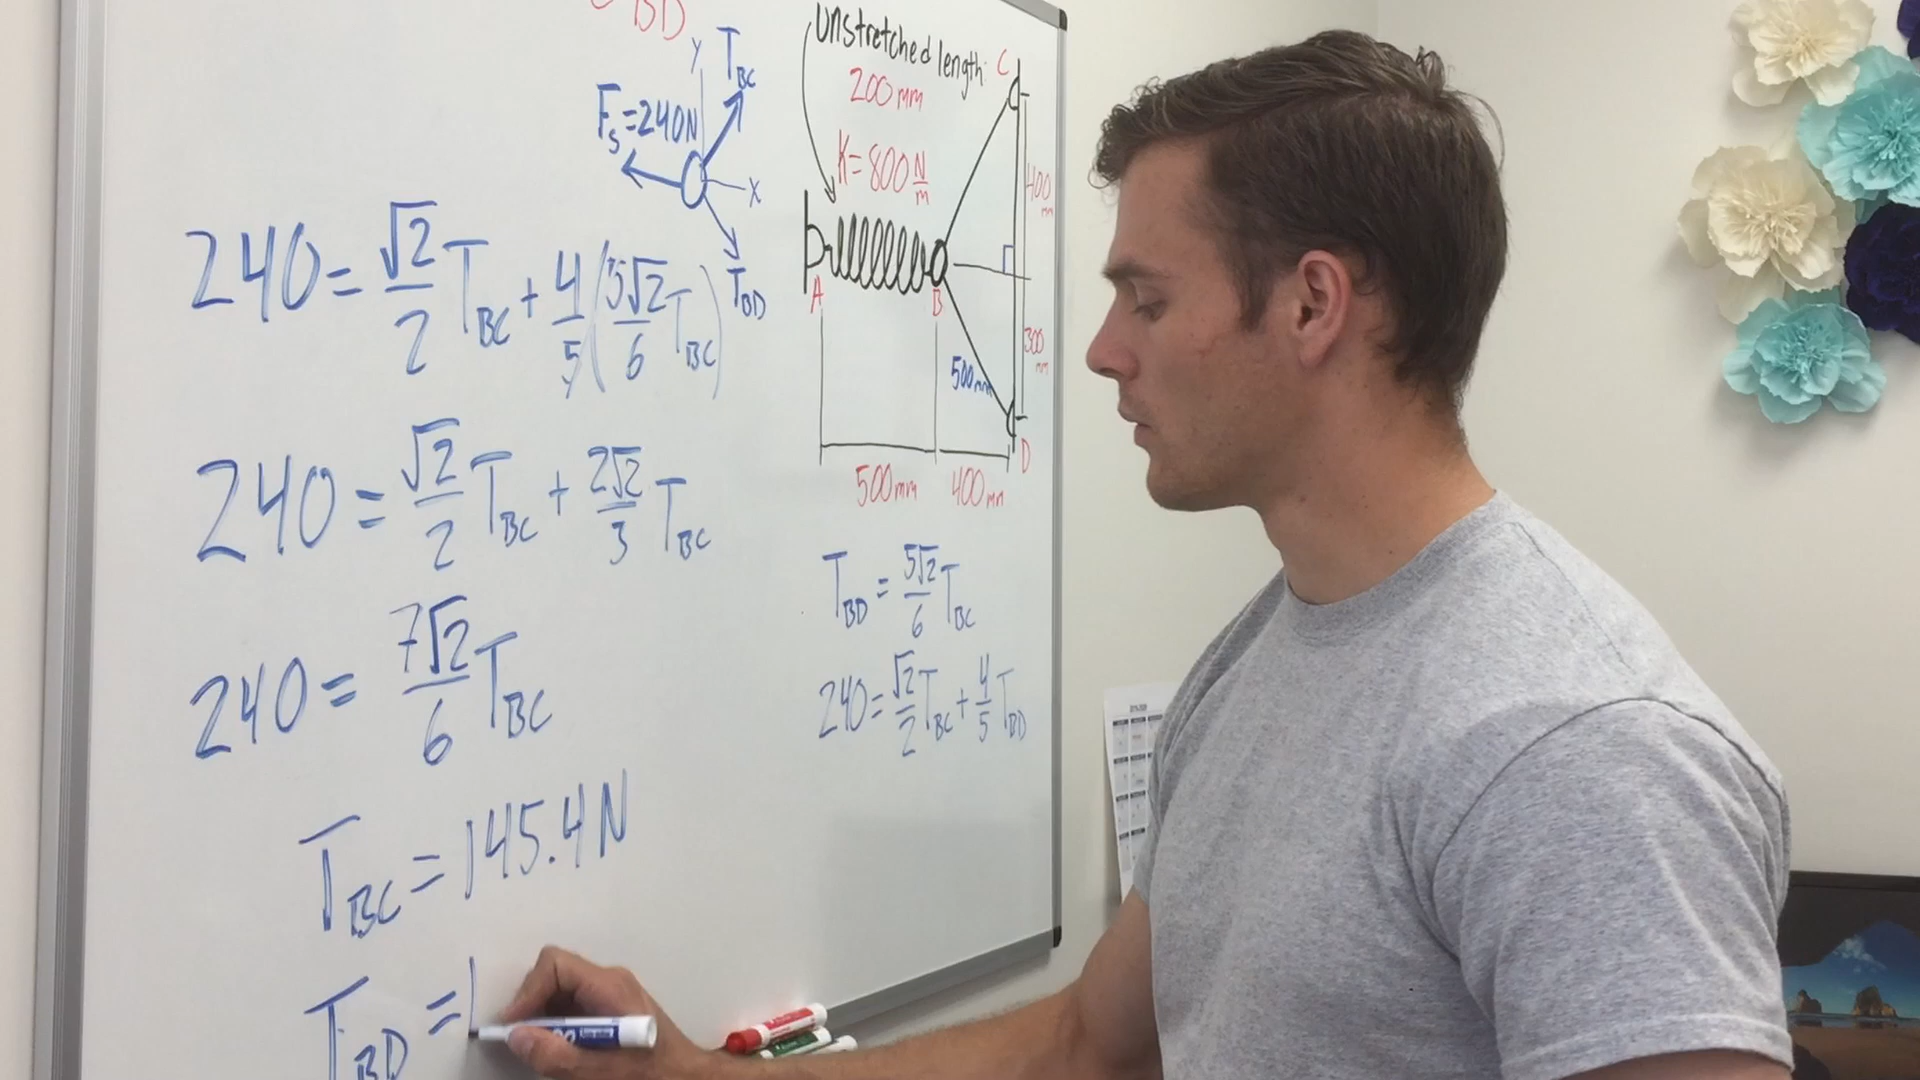 BD
Y T_BC
F_S=240N
X
T_BD
240 = √2/2 T_BC + 4/5 (5√2/6 T_BC)
240 = √2/2 T_BC + 2√2/3 T_BC
240 = 7√2/6 T_BC
T_BC = 145.4 N
T_BD =
unstretched length:
200 mm
K=800 N/m
C
400 mm
A
B
300 mm
500 mm
D
500 mm
400 mm
T_BD = 5√2/6 T_BC
240 = √2/2 T_BC + 4/5 T_BD